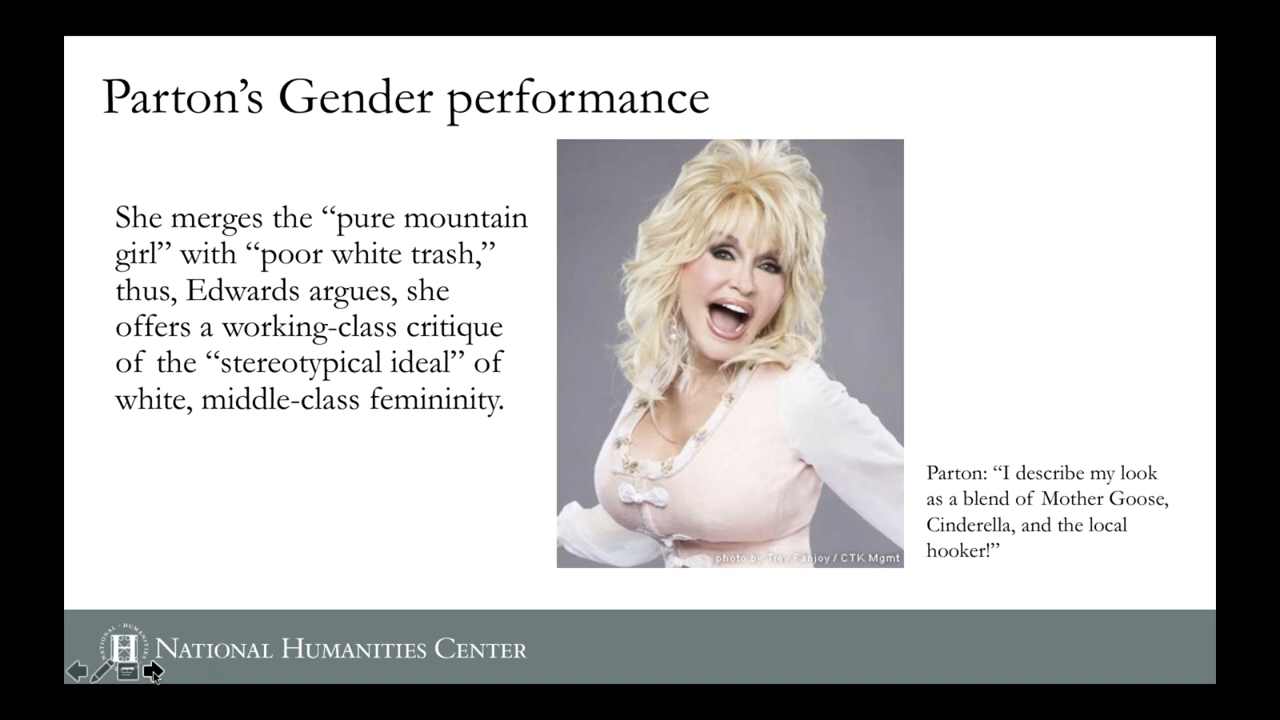 Parton’s Gender performance
She merges the “pure mountain
girl” with “poor white trash,”
thus, Edwards argues, she
offers a working-class critique
of the “stereotypical ideal” of
white, middle-class femininity.
photo by Trev Fanjoy / CTK Mgmt
Parton: “I describe my look
as a blend of Mother Goose,
Cinderella, and the local
hooker!”
NATIONAL HUMANITIES CENTER